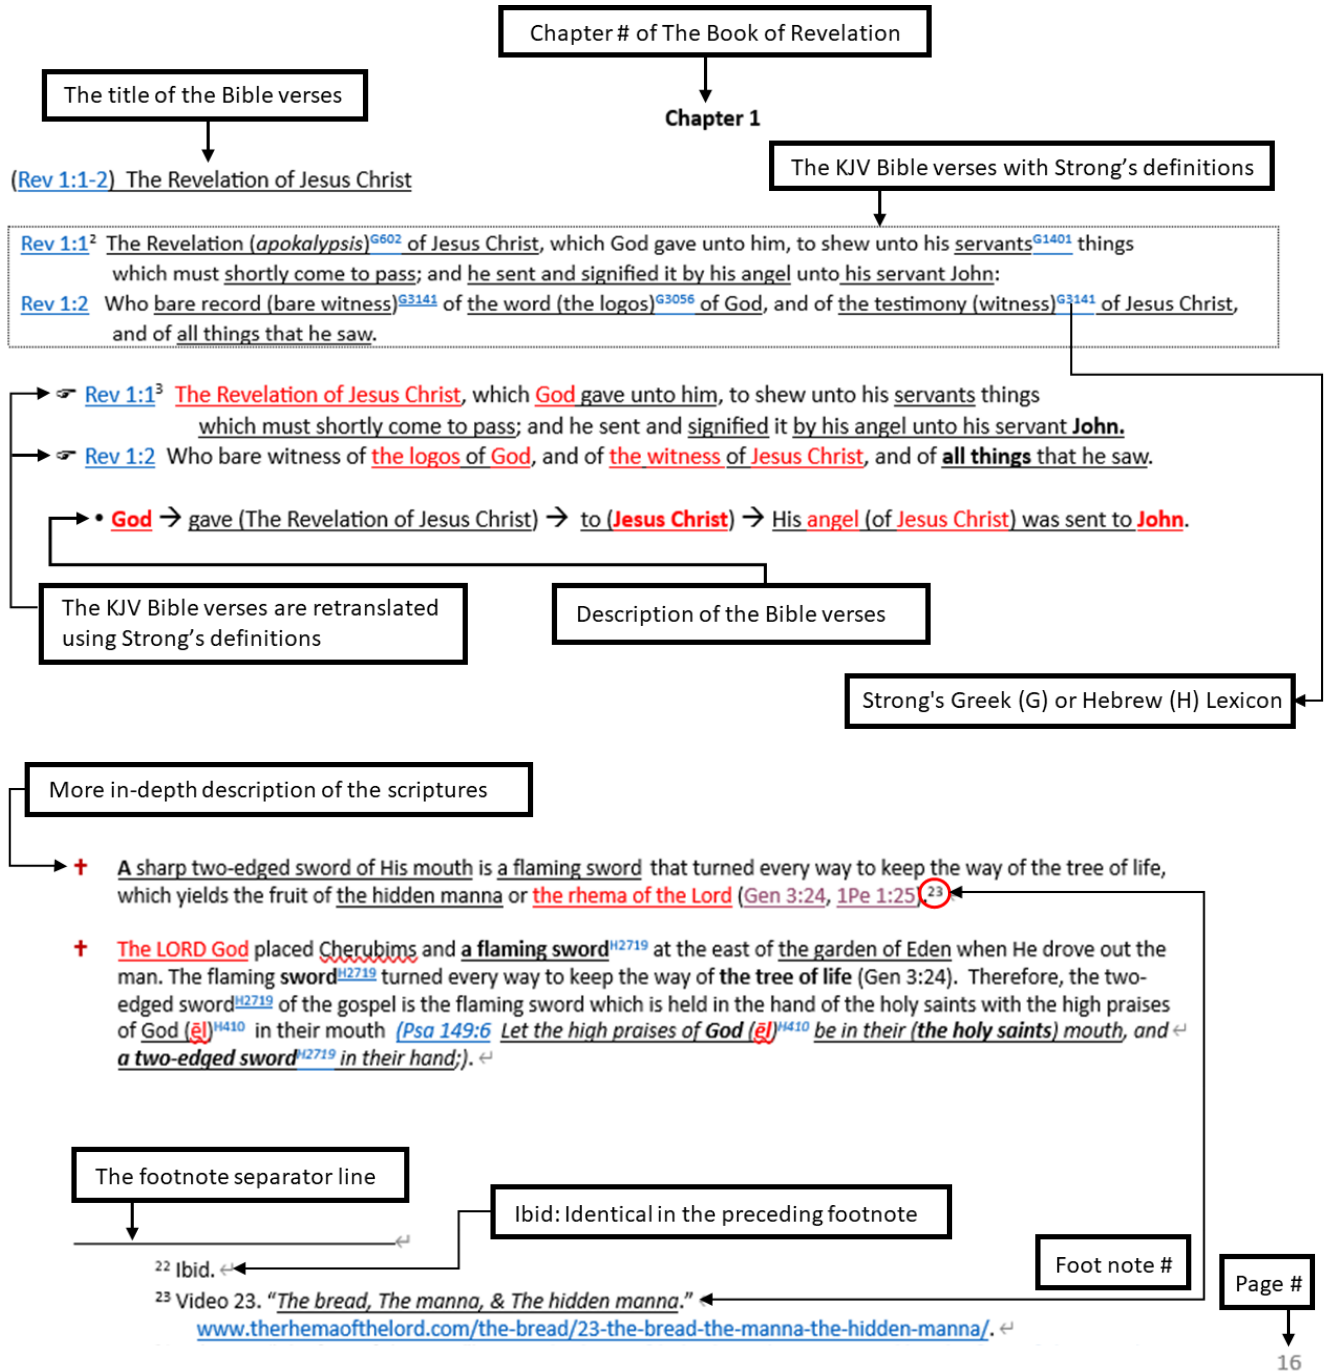 Chapter # of The Book of Revelation
The title of the Bible verses
Chapter 1
The KJV Bible verses with Strong's definitions
(Rev 1:1-2) The Revelation of Jesus Christ
Rev 1:1² The Revelation (apokalypsis)G602 of Jesus Christ, which God gave unto him, to shew unto his servantsG1401 things
which must shortly come to pass; and he sent and signified it by his angel unto his servant John:
Rev 1:2 Who bare record (bare witness)G3141 of the word (the logos)G3056 of God, and of the testimony (witness)G3141 of Jesus Christ,
and of all things that he saw.
☞ Rev 1:1³ The Revelation of Jesus Christ, which God gave unto him, to shew unto his servants things
which must shortly come to pass; and he sent and signified it by his angel unto his servant John.
☞ Rev 1:2 Who bare witness of the logos of God, and of the witness of Jesus Christ, and of all things that he saw.
• God → gave (The Revelation of Jesus Christ) → to (Jesus Christ) → His angel (of Jesus Christ) was sent to John.
The KJV Bible verses are retranslated
using Strong's definitions
Description of the Bible verses
Strong's Greek (G) or Hebrew (H) Lexicon
More in-depth description of the scriptures
✝ A sharp two-edged sword of His mouth is a flaming sword that turned every way to keep the way of the tree of life,
which yields the fruit of the hidden manna or the rhema of the Lord (Gen 3:24, 1Pe 1:25).²³
✝ The LORD God placed Cherubims and a flaming swordH2719 at the east of the garden of Eden when He drove out the
man. The flaming swordH2719 turned every way to keep the way of the tree of life (Gen 3:24). Therefore, the two-
edged swordH2719 of the gospel is the flaming sword which is held in the hand of the holy saints with the high praises
of God (ēl)H410 in their mouth (Psa 149:6 Let the high praises of God (ēl)H410 be in their (the holy saints) mouth, and ↵
a two-edged swordH2719 in their hand;). ↵
The footnote separator line
Ibid: Identical in the preceding footnote
²² Ibid. ↵
Foot note #
Page #
²³ Video 23. “The bread, The manna, & The hidden manna.”
www.therhemaofthelord.com/the-bread/23-the-bread-the-manna-the-hidden-manna/. ↵
16